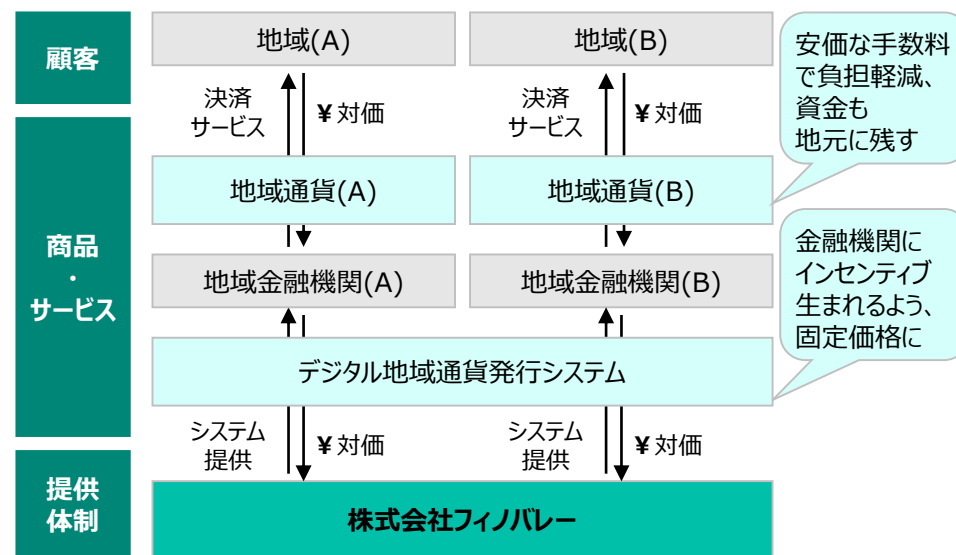 顧客
地域(A)
地域(B)
決済
サービス
¥ 対価
決済
サービス
¥ 対価
安価な手数料
で負担軽減、
資金も
地元に残す
商品
・
サービス
地域通貨(A)
地域通貨(B)
地域金融機関(A)
地域金融機関(B)
金融機関に
インセンティブ
生まれるよう、
固定価格に
デジタル地域通貨発行システム
システム
提供
¥ 対価
システム
提供
¥ 対価
提供
体制
株式会社フィノバレー